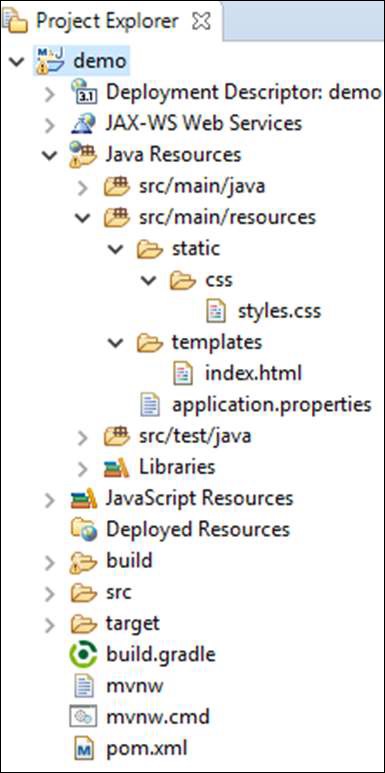 Project Explorer
demo
Deployment Descriptor: demo
JAX-WS Web Services
Java Resources
src/main/java
src/main/resources
static
css
styles.css
templates
index.html
application.properties
src/test/java
Libraries
JavaScript Resources
Deployed Resources
build
src
target
build.gradle
mvnw
mvnw.cmd
pom.xml